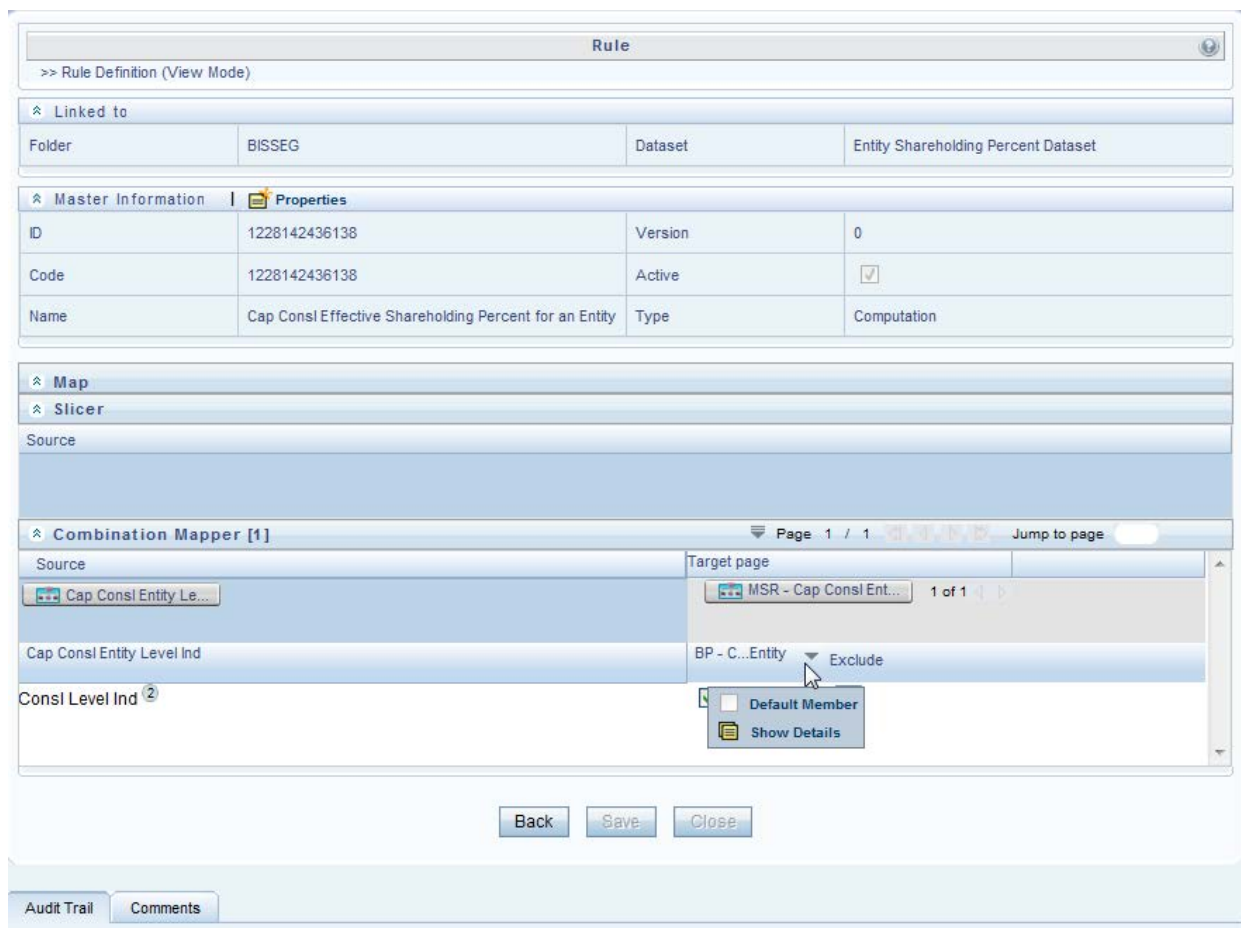 Rule
>> Rule Definition (View Mode)
Linked to
Folder BISSEG Dataset Entity Shareholding Percent Dataset
Master Information | Properties
ID 1228142436138 Version 0
Code 1228142436138 Active
Name Cap Consl Effective Shareholding Percent for an Entity Type Computation
Map
Slicer
Source
Combination Mapper [1] Page 1 / 1 Jump to page
Source Target page
Cap Consl Entity Le... MSR - Cap Consl Ent... 1 of 1
Cap Consl Entity Level Ind BP - C...Entity Exclude
Consl Level Ind 2
Default Member
Show Details
Back Save Close
Audit Trail Comments